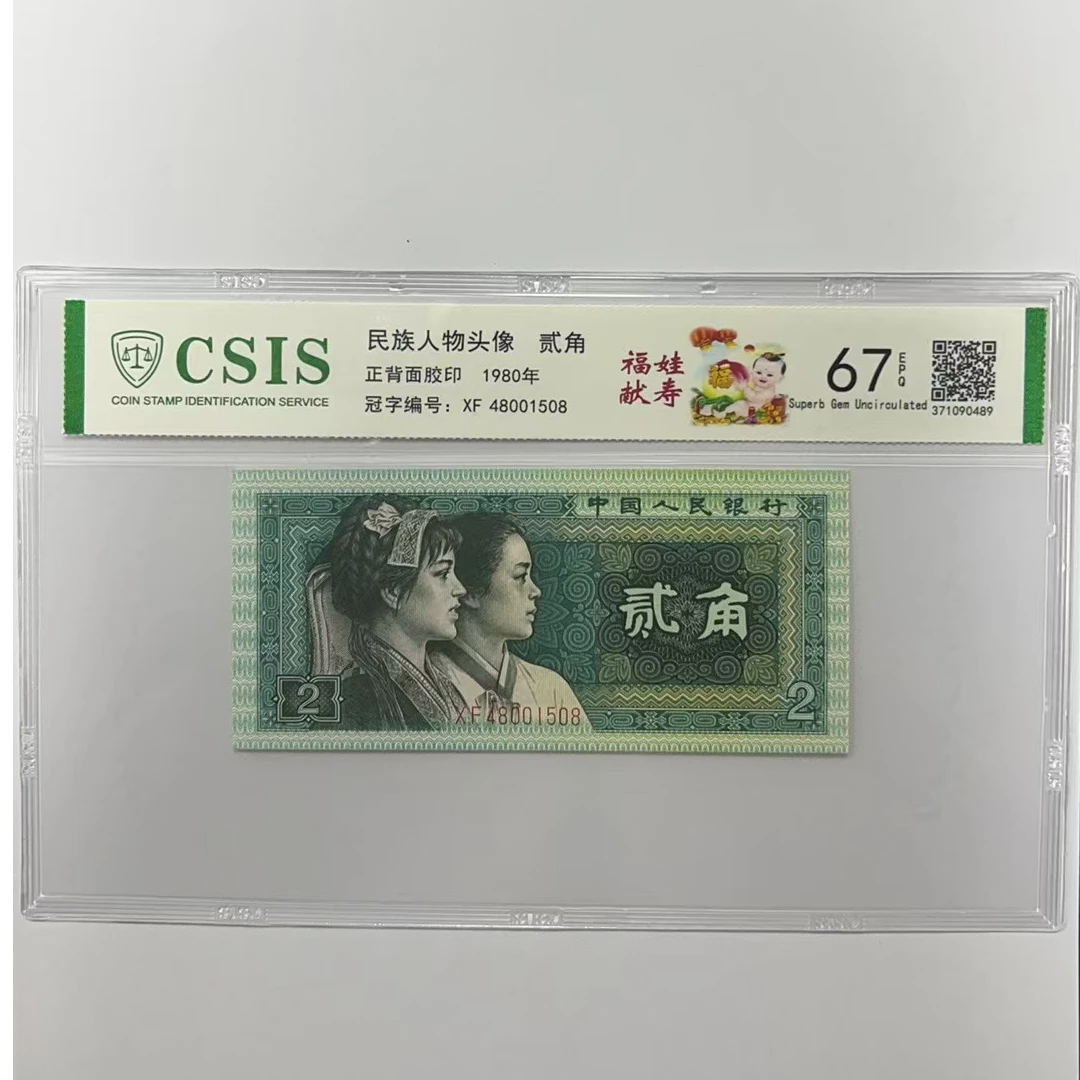 CSIS
COIN STAMP IDENTIFICATION SERVICE
民族人物头像 贰角
正背面胶印 1980年
冠字编号：XF 48001508
福娃
献寿
福
67 EPQ
Superb Gem Uncirculated
371090489
中国人民银行
贰角
2
XF48001508
2